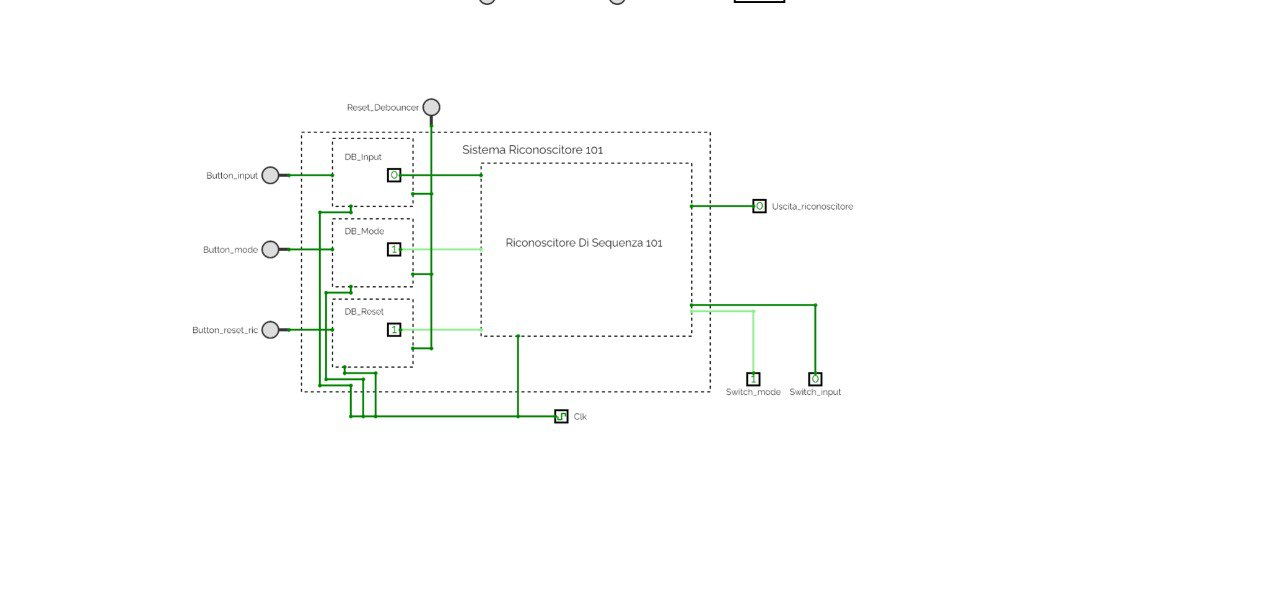 Reset_Debouncer
Sistema Riconoscitore 101
DB_Input
Button_input
0
Uscita_riconoscitore
0
DB_Mode
Riconoscitore Di Sequenza 101
Button_mode
1
DB_Reset
Button_reset_ric
1
1
0
Switch_mode
Switch_input
Clk